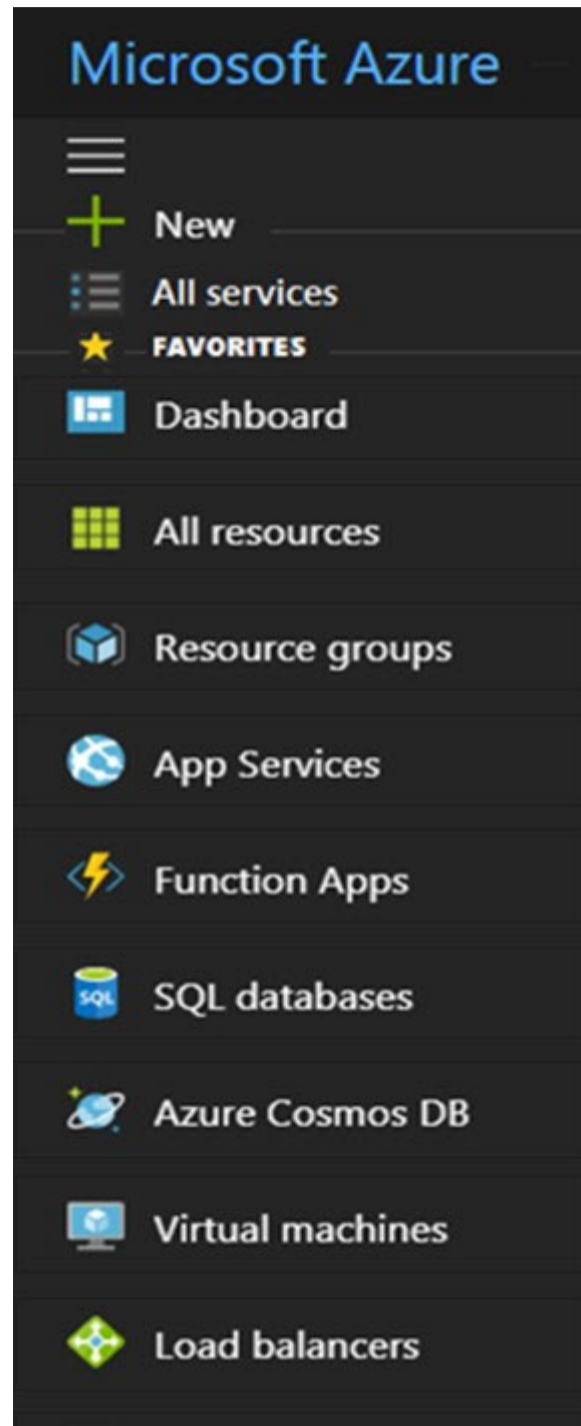 Microsoft Azure
New
All services
FAVORITES
Dashboard
All resources
Resource groups
App Services
Function Apps
SQL
SQL databases
Azure Cosmos DB
Virtual machines
Load balancers